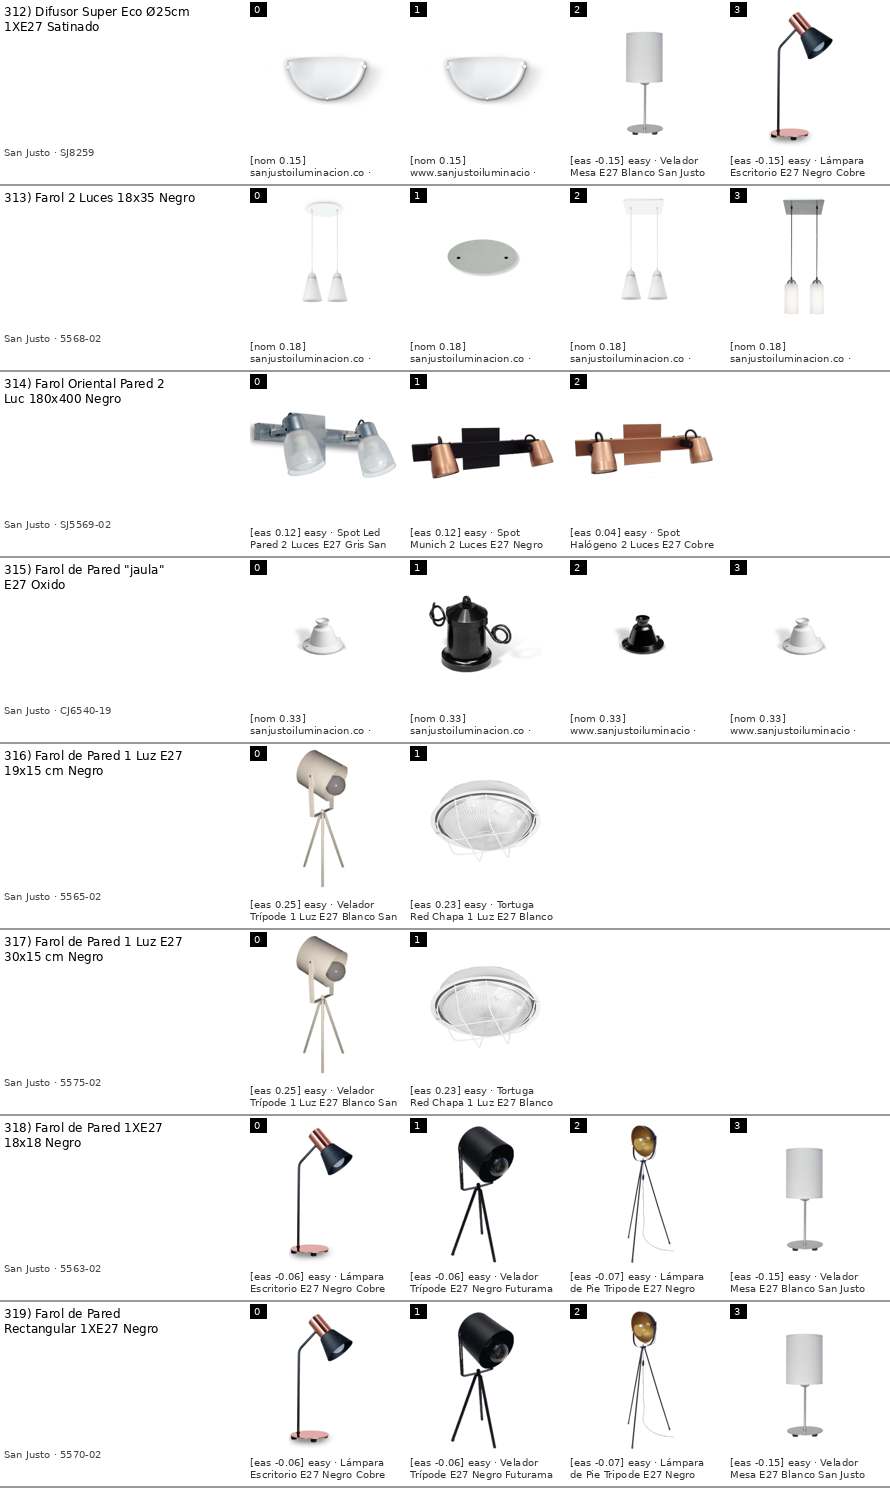 312) Difusor Super Eco Ø25cm
1XE27 Satinado
San Justo · SJ8259
0
[nom 0.15]
sanjustoiluminacion.co ·
1
[nom 0.15]
www.sanjustoiluminacio ·
2
[eas -0.15] easy · Velador
Mesa E27 Blanco San Justo
3
[eas -0.15] easy · Lámpara
Escritorio E27 Negro Cobre
313) Farol 2 Luces 18x35 Negro
San Justo · 5568-02
0
[nom 0.18]
sanjustoiluminacion.co ·
1
[nom 0.18]
sanjustoiluminacion.co ·
2
[nom 0.18]
sanjustoiluminacion.co ·
3
[nom 0.18]
sanjustoiluminacion.co ·
314) Farol Oriental Pared 2
Luc 180x400 Negro
San Justo · SJ5569-02
0
[eas 0.12] easy · Spot Led
Pared 2 Luces E27 Gris San
1
[eas 0.12] easy · Spot
Munich 2 Luces E27 Negro
2
[eas 0.04] easy · Spot
Halógeno 2 Luces E27 Cobre
315) Farol de Pared "jaula"
E27 Oxido
San Justo · CJ6540-19
0
[nom 0.33]
sanjustoiluminacion.co ·
1
[nom 0.33]
sanjustoiluminacion.co ·
2
[nom 0.33]
www.sanjustoiluminacio ·
3
[nom 0.33]
www.sanjustoiluminacio ·
316) Farol de Pared 1 Luz E27
19x15 cm Negro
San Justo · 5565-02
0
[eas 0.25] easy · Velador
Trípode 1 Luz E27 Blanco San
1
[eas 0.23] easy · Tortuga
Red Chapa 1 Luz E27 Blanco
317) Farol de Pared 1 Luz E27
30x15 cm Negro
San Justo · 5575-02
0
[eas 0.25] easy · Velador
Trípode 1 Luz E27 Blanco San
1
[eas 0.23] easy · Tortuga
Red Chapa 1 Luz E27 Blanco
318) Farol de Pared 1XE27
18x18 Negro
San Justo · 5563-02
0
[eas -0.06] easy · Lámpara
Escritorio E27 Negro Cobre
1
[eas -0.06] easy · Velador
Trípode E27 Negro Futurama
2
[eas -0.07] easy · Lámpara
de Pie Tripode E27 Negro
3
[eas -0.15] easy · Velador
Mesa E27 Blanco San Justo
319) Farol de Pared
Rectangular 1XE27 Negro
San Justo · 5570-02
0
[eas -0.06] easy · Lámpara
Escritorio E27 Negro Cobre
1
[eas -0.06] easy · Velador
Trípode E27 Negro Futurama
2
[eas -0.07] easy · Lámpara
de Pie Tripode E27 Negro
3
[eas -0.15] easy · Velador
Mesa E27 Blanco San Justo